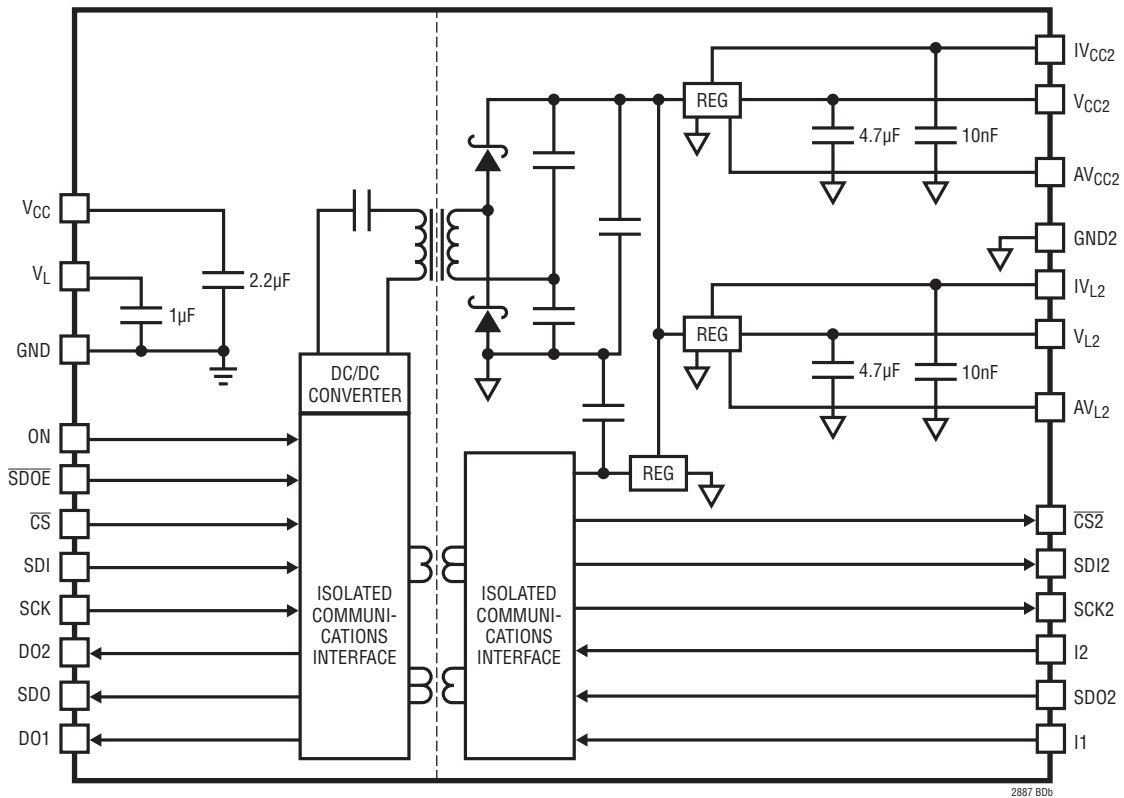 IVCC2
REG
VCC2
4.7µF
10nF
AVCC2
VCC
GND2
VL
2.2µF
IVL2
1µF
REG
VL2
GND
DC/DC
CONVERTER
4.7µF
10nF
AVL2
ON
SDOE
REG
CS
CS2
SDI
SDI2
SCK
SCK2
ISOLATED
COMMUNI-
CATIONS
INTERFACE
ISOLATED
COMMUNI-
CATIONS
INTERFACE
DO2
I2
SDO
SDO2
DO1
I1
2887 BDb